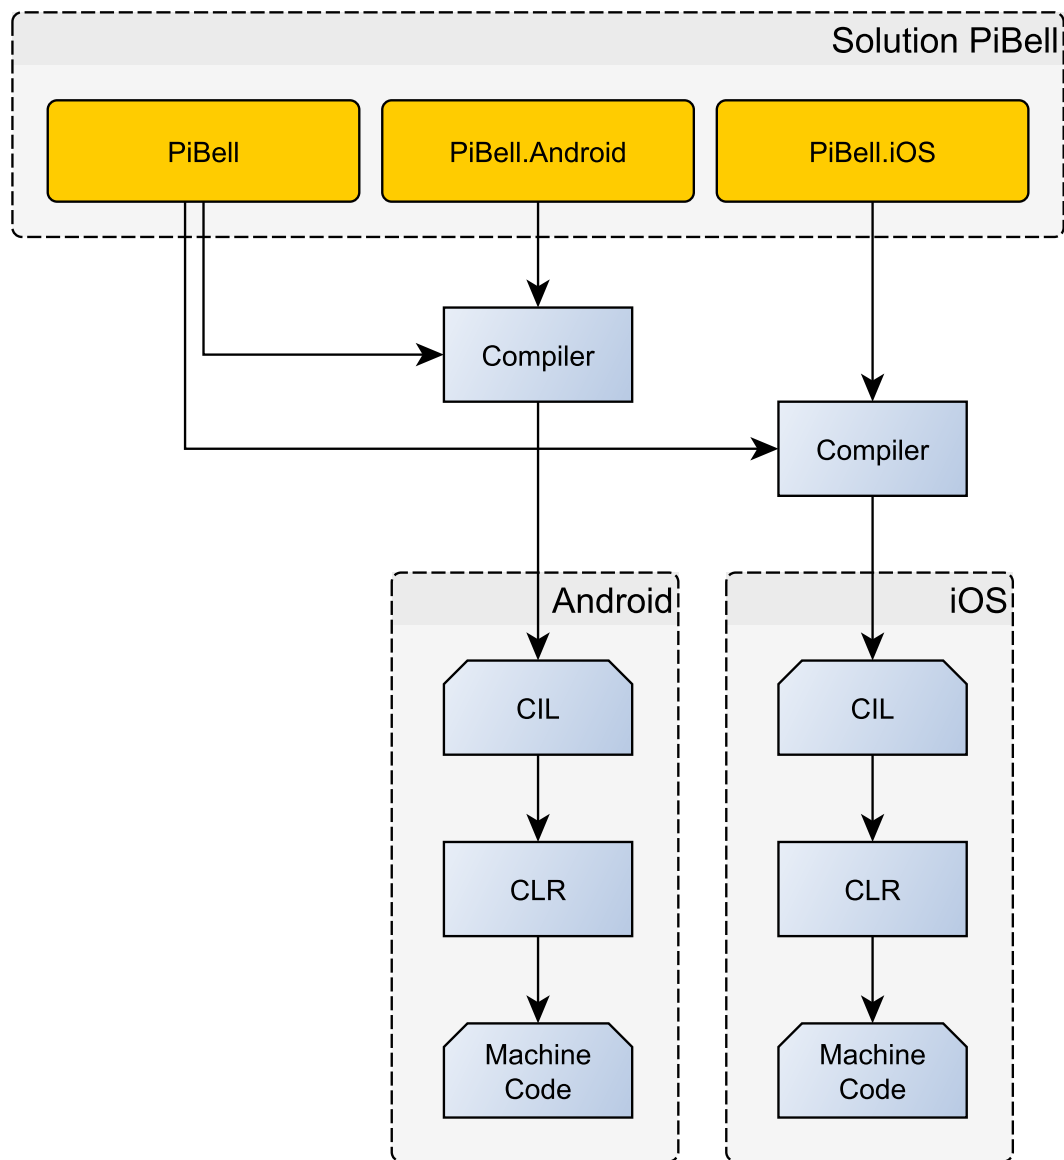 Solution PiBell
PiBell
PiBell.Android
PiBell.iOS
Compiler
Compiler
Android
iOS
CIL
CIL
CLR
CLR
Machine
Code
Machine
Code